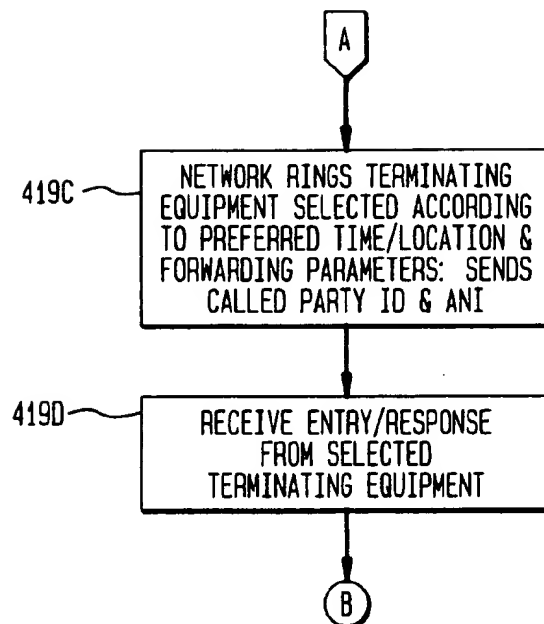 A
419C
NETWORK RINGS TERMINATING
EQUIPMENT SELECTED ACCORDING
TO PREFERRED TIME/LOCATION &
FORWARDING PARAMETERS: SENDS
CALLED PARTY ID & ANI
419D
RECEIVE ENTRY/RESPONSE
FROM SELECTED
TERMINATING EQUIPMENT
B